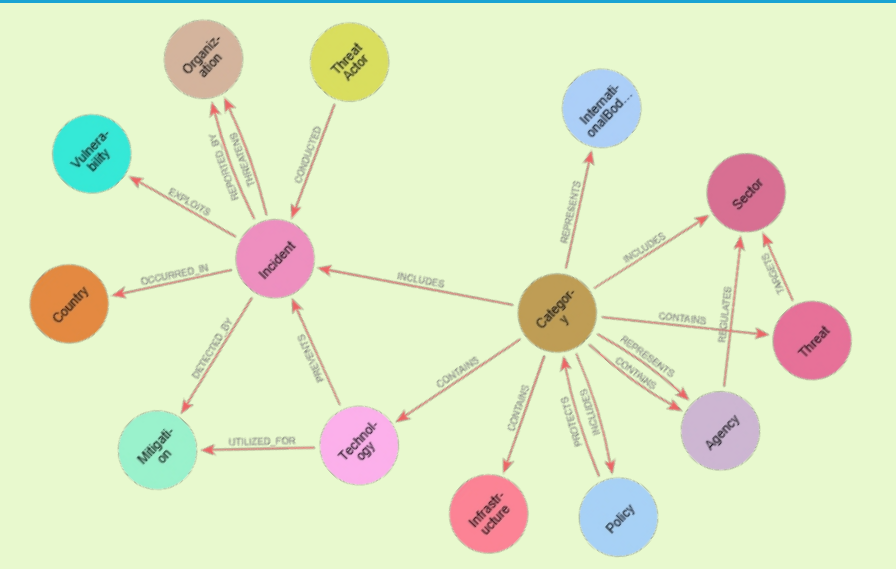 Organiz-
ation
Threat
Actor
Internati-
onalBod...
Vulnera-
bility
REPORTED_BY
THREATENS
CONDUCTED
EXPLOITS
REPRESENTS
Sector
INCLUDES
Incident
OCCURRED_IN
INCLUDES
TARGETS
Country
Categor-
y
CONTAINS
REGULATES
Threat
DETECTED_BY
PREVENTS
CONTAINS
REPRESENTS
CONTAINS
CONTAINS
PROTECTS
INCLUDES
Agency
Mitigati-
on
UTILIZED_FOR
Technol-
ogy
Infrastr-
ucture
Policy